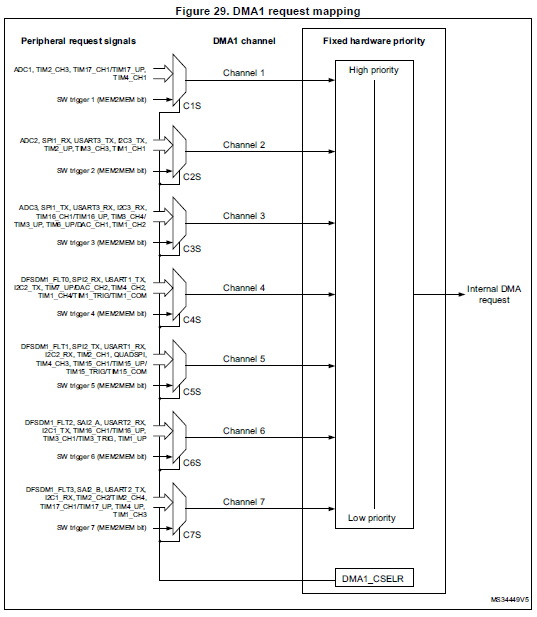 Figure 29. DMA1 request mapping
Peripheral request signals
DMA1 channel
Fixed hardware priority
ADC1, TIM2_CH3, TIM17_CH1/TIM17_UP,
TIM4_CH1
SW trigger 1 (MEM2MEM bit)
C1S
Channel 1
High priority
ADC2, SPI1_RX, USART3_TX, I2C3_TX,
TIM2_UP, TIM3_CH3, TIM1_CH1
SW trigger 2 (MEM2MEM bit)
C2S
Channel 2
ADC3, SPI1_TX, USART3_RX, I2C3_RX,
TIM16_CH1/TIM16_UP, TIM3_CH4/
TIM3_UP, TIM6_UP/DAC_CH1, TIM1_CH2
SW trigger 3 (MEM2MEM bit)
C3S
Channel 3
DFSDM1_FLT0, SPI2_RX, USART1_TX,
I2C2_TX, TIM7_UP/DAC_CH2, TIM4_CH2,
TIM1_CH4/TIM1_TRIG/TIM1_COM
SW trigger 4 (MEM2MEM bit)
C4S
Channel 4
Internal DMA
request
DFSDM1_FLT1, SPI2_TX, USART1_RX,
I2C2_RX, TIM2_CH1, QUADSPI,
TIM4_CH3, TIM15_CH1/TIM15_UP/
TIM15_TRIG/TIM15_COM
SW trigger 5 (MEM2MEM bit)
C5S
Channel 5
DFSDM1_FLT2, SAI2_A, USART2_RX,
I2C1_TX, TIM16_CH1/TIM16_UP,
TIM3_CH1/TIM3_TRIG, TIM1_UP
SW trigger 6 (MEM2MEM bit)
C6S
Channel 6
DFSDM1_FLT3, SAI2_B, USART2_TX,
I2C1_RX, TIM2_CH2/TIM2_CH4,
TIM17_CH1/TIM17_UP, TIM4_UP,
TIM1_CH3
SW trigger 7 (MEM2MEM bit)
C7S
Channel 7
Low priority
DMA1_CSELR
MS34449V5